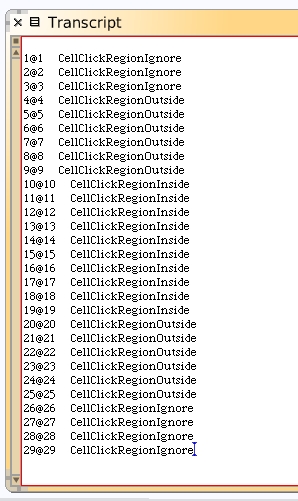 Transcript
1@1 CellClickRegionIgnore
2@2 CellClickRegionIgnore
3@3 CellClickRegionIgnore
4@4 CellClickRegionOutside
5@5 CellClickRegionOutside
6@6 CellClickRegionOutside
7@7 CellClickRegionOutside
8@8 CellClickRegionOutside
9@9 CellClickRegionOutside
10@10 CellClickRegionInside
11@11 CellClickRegionInside
12@12 CellClickRegionInside
13@13 CellClickRegionInside
14@14 CellClickRegionInside
15@15 CellClickRegionInside
16@16 CellClickRegionInside
17@17 CellClickRegionInside
18@18 CellClickRegionInside
19@19 CellClickRegionInside
20@20 CellClickRegionOutside
21@21 CellClickRegionOutside
22@22 CellClickRegionOutside
23@23 CellClickRegionOutside
24@24 CellClickRegionOutside
25@25 CellClickRegionOutside
26@26 CellClickRegionIgnore
27@27 CellClickRegionIgnore
28@28 CellClickRegionIgnore
29@29 CellClickRegionIgnore